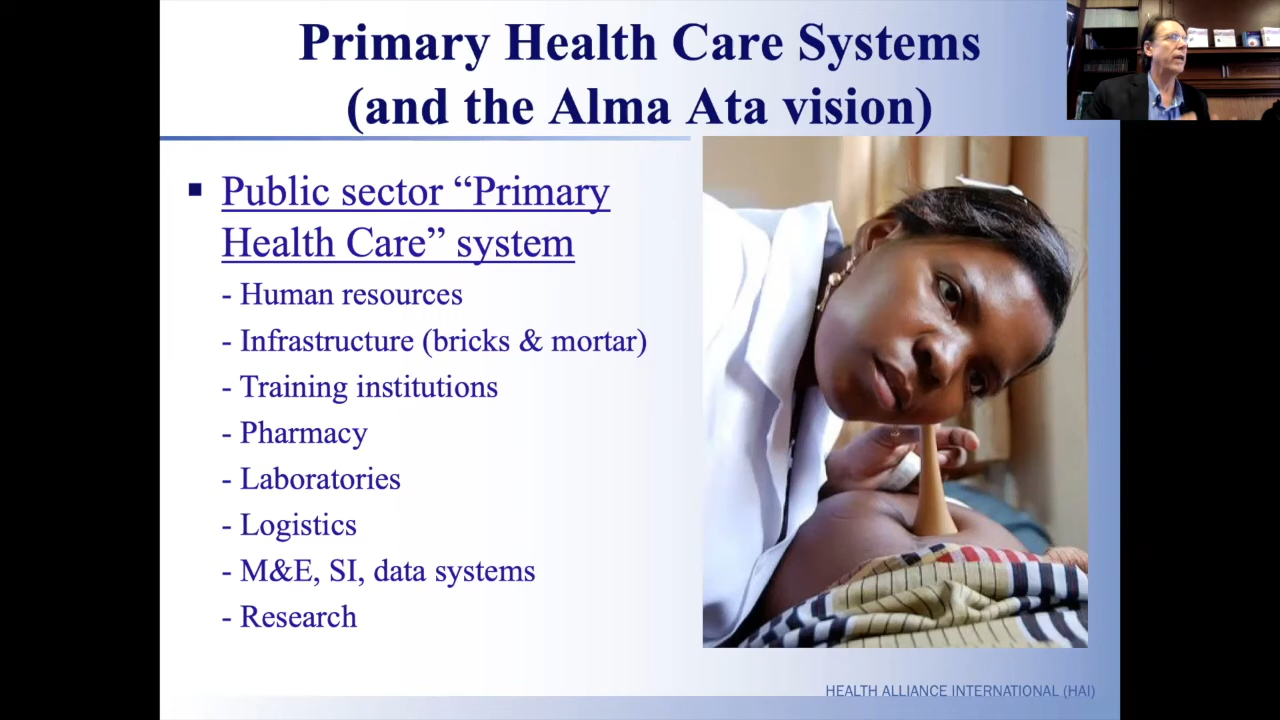 Primary Health Care Systems
(and the Alma Ata vision)
▪ Public sector “Primary
Health Care” system
- Human resources
- Infrastructure (bricks & mortar)
- Training institutions
- Pharmacy
- Laboratories
- Logistics
- M&E, SI, data systems
- Research
HEALTH ALLIANCE INTERNATIONAL (HAI)